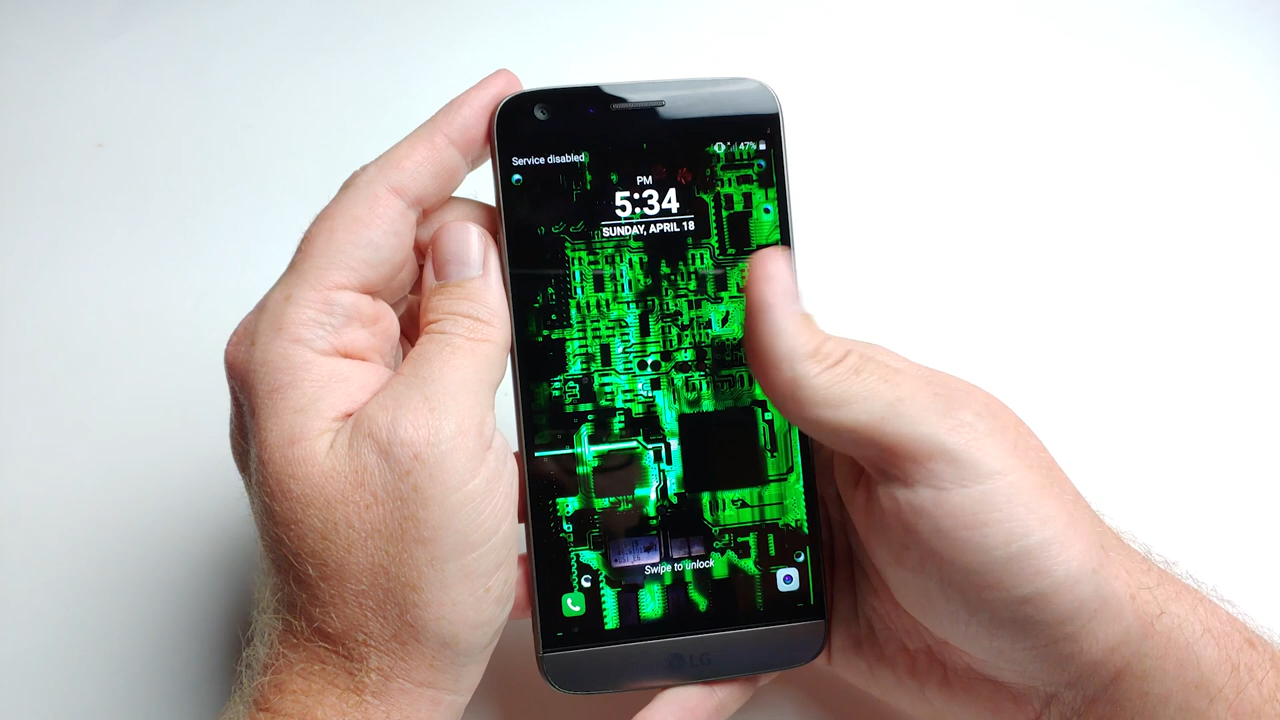 Service disabled
47%
PM
5:34
SUNDAY, APRIL 18
Swipe to unlock
LG